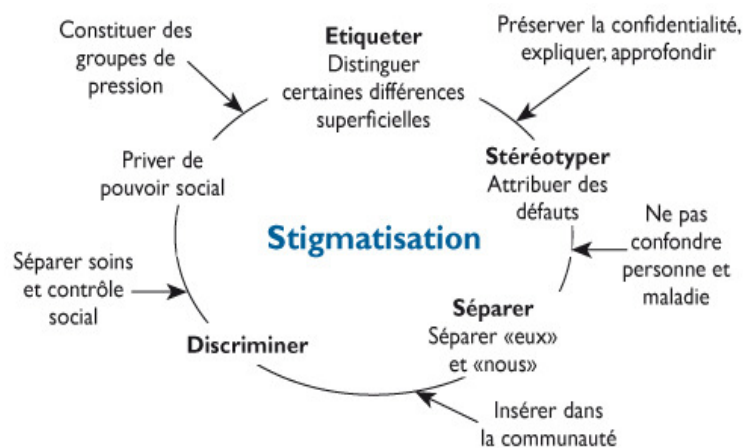 Constituer des
groupes de
pression
Etiqueter
Distinguer
certaines différences
superficielles
Préserver la confidentialité,
expliquer, approfondir
Priver de
pouvoir social
Stéréotyper
Attribuer des
défauts
Stigmatisation
Ne pas
confondre
personne et
maladie
Séparer soins
et contrôle
social
Séparer
Séparer «eux»
et «nous»
Discriminer
Insérer dans
la communauté